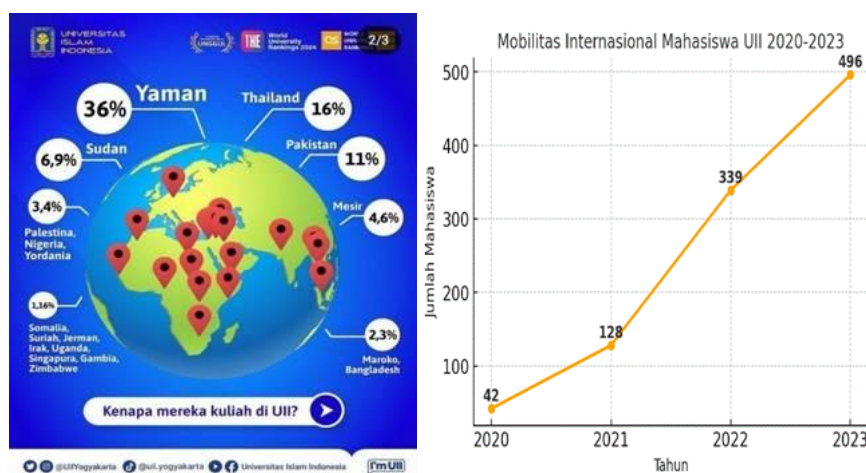 UNIVERSITAS
ISLAM
INDONESIA
UNGGUL
THE
World
University
Rankings 2024
QS
2/3
36%
Yaman
Thailand
16%
6,9%
Sudan
Pakistan
11%
3,4%
Palestina,
Nigeria,
Yordania
Mesir
4,6%
1,16%
Somalia,
Suriah, Jerman,
Irak, Uganda,
Singapura, Gambia,
Zimbabwe
2,3%
Maroko,
Bangladesh
Kenapa mereka kuliah di UII?
@UIIYogyakarta
@uii.yogyakarta
Universitas Islam Indonesia
I'm UII
Mobilitas Internasional Mahasiswa UII 2020-2023
Jumlah Mahasiswa
500
400
300
200
100
42
128
339
496
2020
2021
2022
2023
Tahun